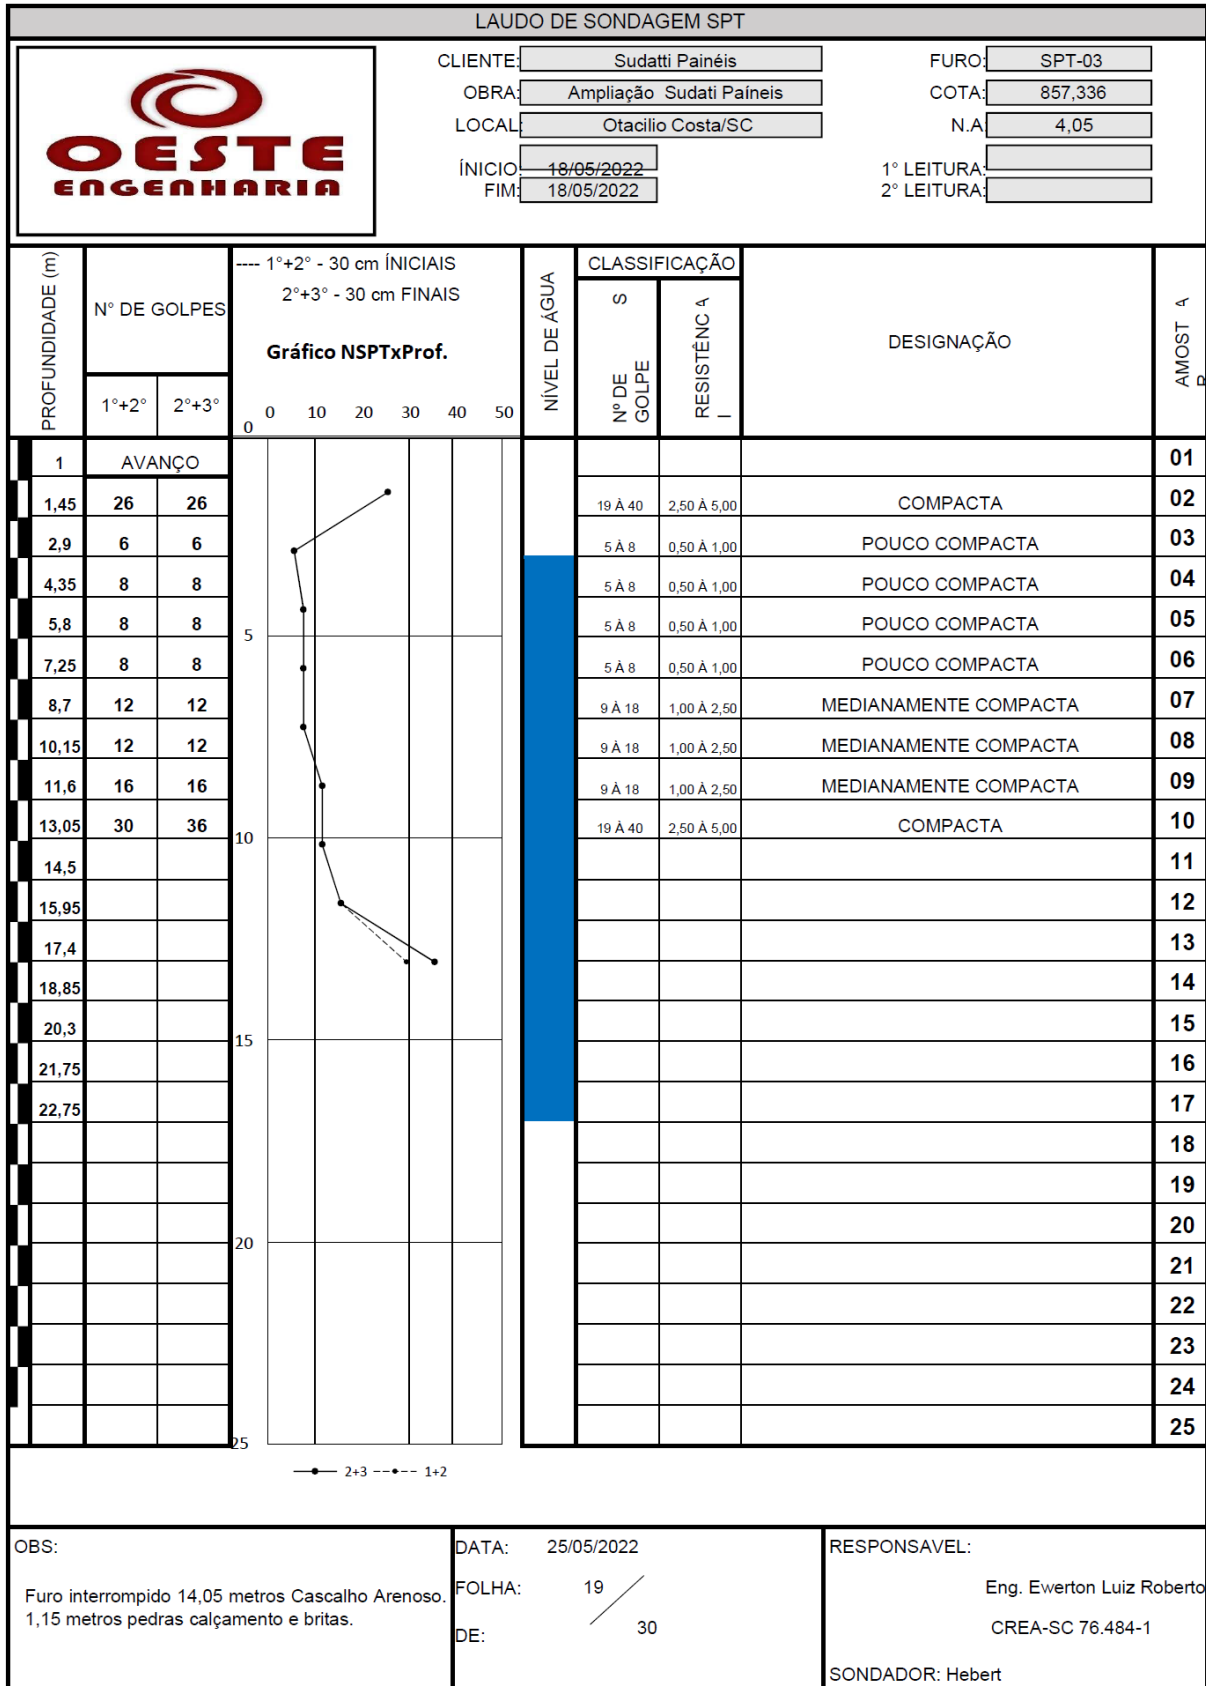 LAUDO DE SONDAGEM SPT
OESTE
ENGENHARIA
CLIENTE: Sudatti Painéis
OBRA: Ampliação Sudati Paíneis
LOCAL: Otacilio Costa/SC
ÍNICIO: 18/05/2022
FIM: 18/05/2022
FURO: SPT-03
COTA: 857,336
N.A 4,05
1° LEITURA:
2° LEITURA:
PROFUNDIDADE (m)
N° DE GOLPES
1°+2° 2°+3°
---- 1°+2° - 30 cm ÍNICIAIS
2°+3° - 30 cm FINAIS
Gráfico NSPTxProf.
0 10 20 30 40 50
0
NÍVEL DE ÁGUA
CLASSIFICAÇÃO
Nº DE GOLPE S
RESISTÊNC A I
DESIGNAÇÃO
AMOST A R
1 AVANÇO 01
1,45 26 26 19 À 40 2,50 À 5,00 COMPACTA 02
2,9 6 6 5 À 8 0,50 À 1,00 POUCO COMPACTA 03
4,35 8 8 5 À 8 0,50 À 1,00 POUCO COMPACTA 04
5,8 8 8 5 5 À 8 0,50 À 1,00 POUCO COMPACTA 05
7,25 8 8 5 À 8 0,50 À 1,00 POUCO COMPACTA 06
8,7 12 12 9 À 18 1,00 À 2,50 MEDIANAMENTE COMPACTA 07
10,15 12 12 9 À 18 1,00 À 2,50 MEDIANAMENTE COMPACTA 08
11,6 16 16 9 À 18 1,00 À 2,50 MEDIANAMENTE COMPACTA 09
13,05 30 36 10 19 À 40 2,50 À 5,00 COMPACTA 10
14,5 11
15,95 12
17,4 13
18,85 14
20,3 15
15
21,75 16
22,75 17
18
19
20
20
21
22
23
24
25
25
2+3 1+2
OBS:
Furo interrompido 14,05 metros Cascalho Arenoso.
1,15 metros pedras calçamento e britas.
DATA: 25/05/2022
FOLHA: 19 /
DE: 30
RESPONSAVEL:
Eng. Ewerton Luiz Roberto
CREA-SC 76.484-1
SONDADOR: Hebert